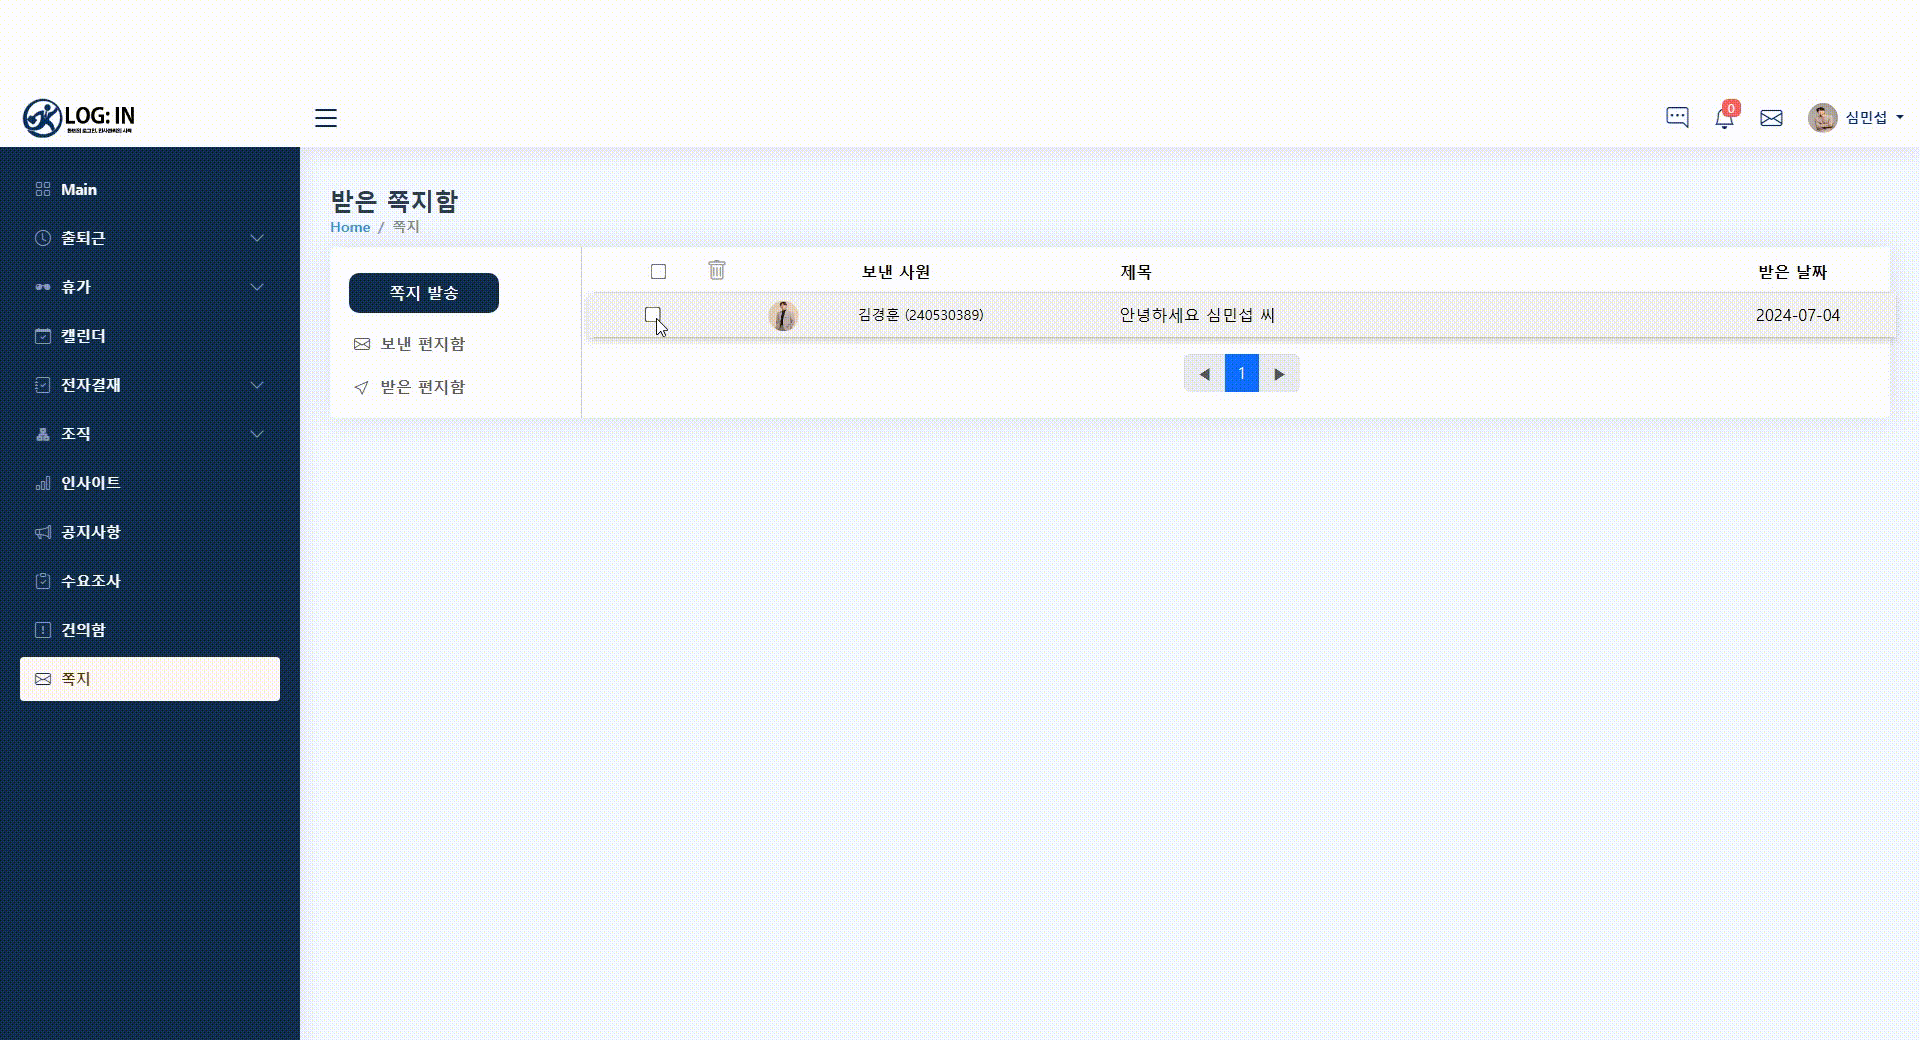 LOG: IN
0
심민섭
Main
출퇴근
휴가
캘린더
전자결재
조직
인사이트
공지사항
수요조사
건의함
쪽지
받은 쪽지함
Home / 쪽지
쪽지 발송
보낸 편지함
받은 편지함
보낸 사원 제목 받은 날짜
김경훈 (240530389) 안녕하세요 심민섭 씨 2024-07-04
◀ 1 ▶